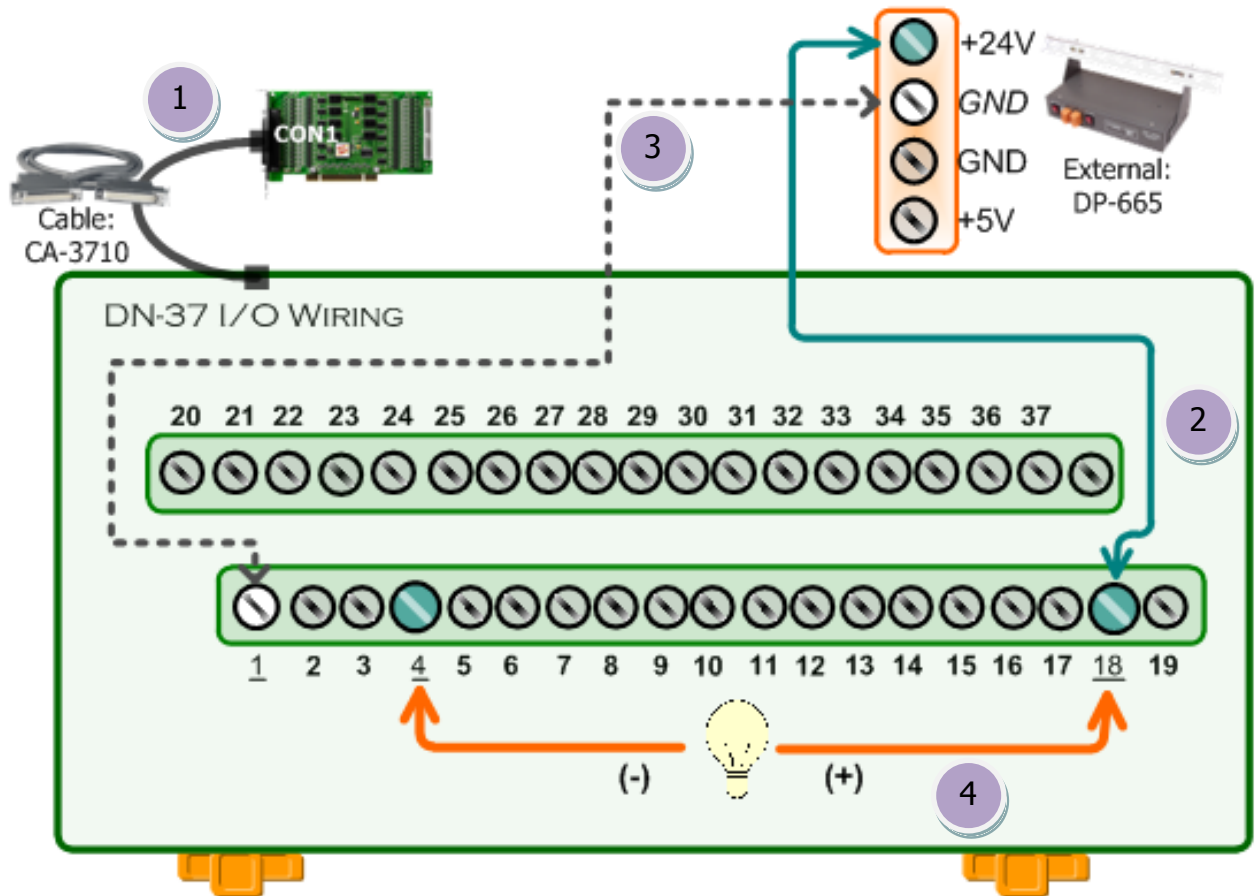 1
CON1
Cable:
CA-3710
3
+24V
GND
GND
+5V
External:
DP-665
DN-37 I/O WIRING
2
20 21 22 23 24 25 26 27 28 29 30 31 32 33 34 35 36 37
1 2 3 4 5 6 7 8 9 10 11 12 13 14 15 16 17 18 19
(-) (+)
4